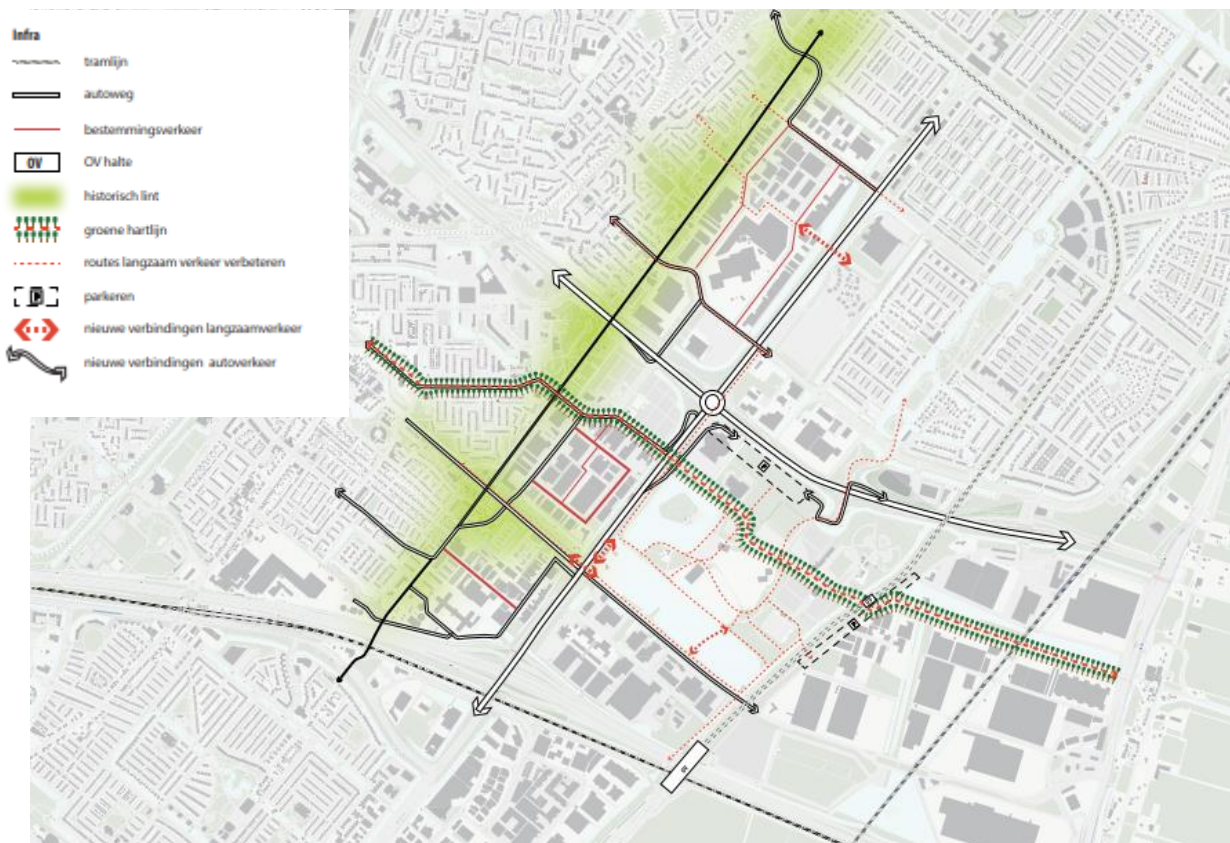 Infra
tramlijn
autoweg
bestemmingsverkeer
OV
OV halte
historisch lint
groene hartlijn
routes langzaam verkeer verbeteren
P
parkeren
nieuwe verbindingen langzaamverkeer
nieuwe verbindingen autoverkeer